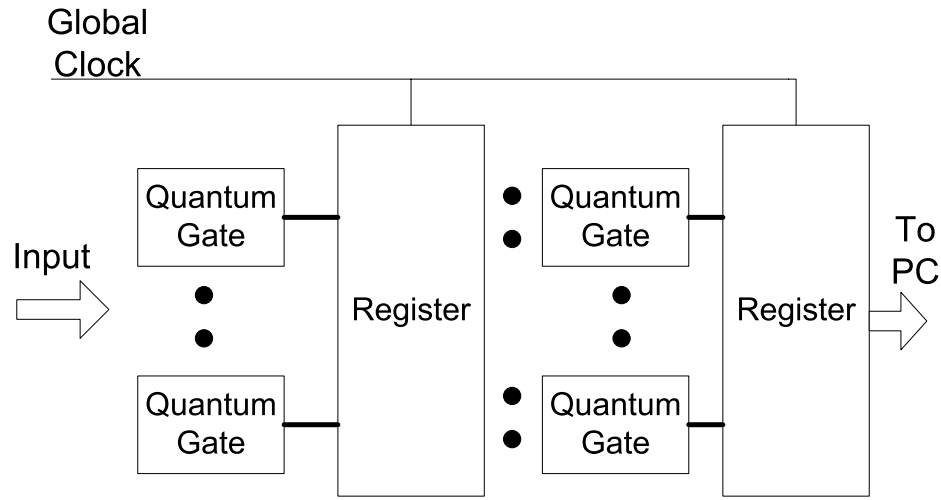 Global
Clock
Input
Quantum
Gate
Quantum
Gate
Register
Quantum
Gate
Quantum
Gate
Register
To
PC